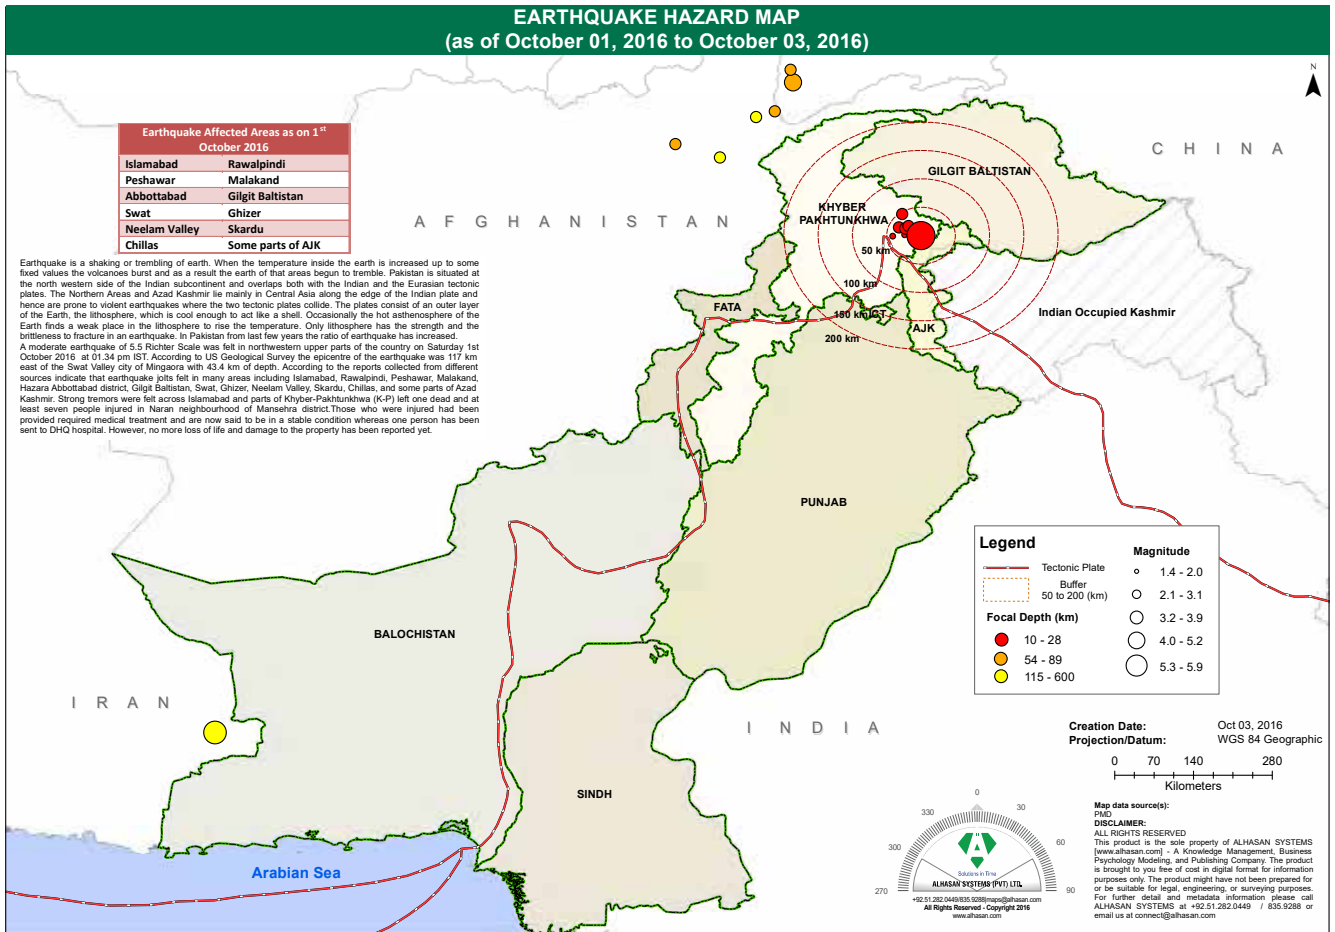 EARTHQUAKE HAZARD MAP
(as of October 01, 2016 to October 03, 2016)
N
Earthquake Affected Areas as on 1st
October 2016
Islamabad Rawalpindi
Peshawar Malakand
Abbottabad Gilgit Baltistan
Swat Ghizer
Neelam Valley Skardu
Chillas Some parts of AJK
Earthquake is a shaking or trembling of earth. When the temperature inside the earth is increased up to some
fixed values the volcanoes burst and as a result the earth of that areas begun to tremble. Pakistan is situated at
the north western side of the Indian subcontinent and overlaps both with the Indian and the Eurasian tectonic
plates. The Northern Areas and Azad Kashmir lie mainly in Central Asia along the edge of the Indian plate and
hence are prone to violent earthquakes where the two tectonic plates collide. The plates consist of an outer layer
of the Earth, the lithosphere, which is cool enough to act like a shell. Occasionally the hot asthenosphere of the
Earth finds a weak place in the lithosphere to rise the temperature. Only lithosphere has the strength and the
brittleness to fracture in an earthquake. In Pakistan from last few years the ratio of earthquake has increased.
A moderate earthquake of 5.5 Richter Scale was felt in northwestern upper parts of the country on Saturday 1st
October 2016 at 01.34 pm IST. According to US Geological Survey the epicentre of the earthquake was 117 km
east of the Swat Valley city of Mingaora with 43.4 km of depth. According to the reports collected from different
sources indicate that earthquake jolts felt in many areas including Islamabad, Rawalpindi, Peshawar, Malakand,
Hazara Abbottabad district, Gilgit Baltistan, Swat, Ghizer, Neelam Valley, Skardu, Chillas, and some parts of Azad
Kashmir. Strong tremors were felt across Islamabad and parts of Khyber-Pakhtunkhwa (K-P) left one dead and at
least seven people injured in Naran neighbourhood of Mansehra district.Those who were injured had been
provided required medical treatment and are now said to be in a stable condition whereas one person has been
sent to DHQ hospital. However, no more loss of life and damage to the property has been reported yet.
CHINA
AFGHANISTAN
GILGIT BALTISTAN
KHYBER
PAKHTUNKHWA
50 km
100 km
150 km
ICT
200 km
FATA
AJK
Indian Occupied Kashmir
PUNJAB
BALOCHISTAN
IRAN
INDIA
SINDH
Arabian Sea
Legend
Tectonic Plate
Buffer
50 to 200 (km)
Focal Depth (km)
10 - 28
54 - 89
115 - 600
Magnitude
1.4 - 2.0
2.1 - 3.1
3.2 - 3.9
4.0 - 5.2
5.3 - 5.9
Creation Date: Oct 03, 2016
Projection/Datum: WGS 84 Geographic
0 70 140 280
Kilometers
Map data source(s):
PMD
DISCLAIMER:
ALL RIGHTS RESERVED
This product is the sole property of ALHASAN SYSTEMS
[www.alhasan.com] - A Knowledge Management, Business
Psychology Modeling, and Publishing Company. The product
is brought to you free of cost in digital format for information
purposes only. The product might have not been prepared for
or be suitable for legal, engineering, or surveying purposes.
For further detail and metadata information please call
ALHASAN SYSTEMS at +92.51.282.0449 / 835.9288 or
email us at connect@alhasan.com
270 300 330 0 30 60 90
Solutions in Time
ALHASAN SYSTEMS (PVT) LTD.
+92.51.282.0449/835.9288|maps@alhasan.com
All Rights Reserved - Copyright 2016
www.alhasan.com